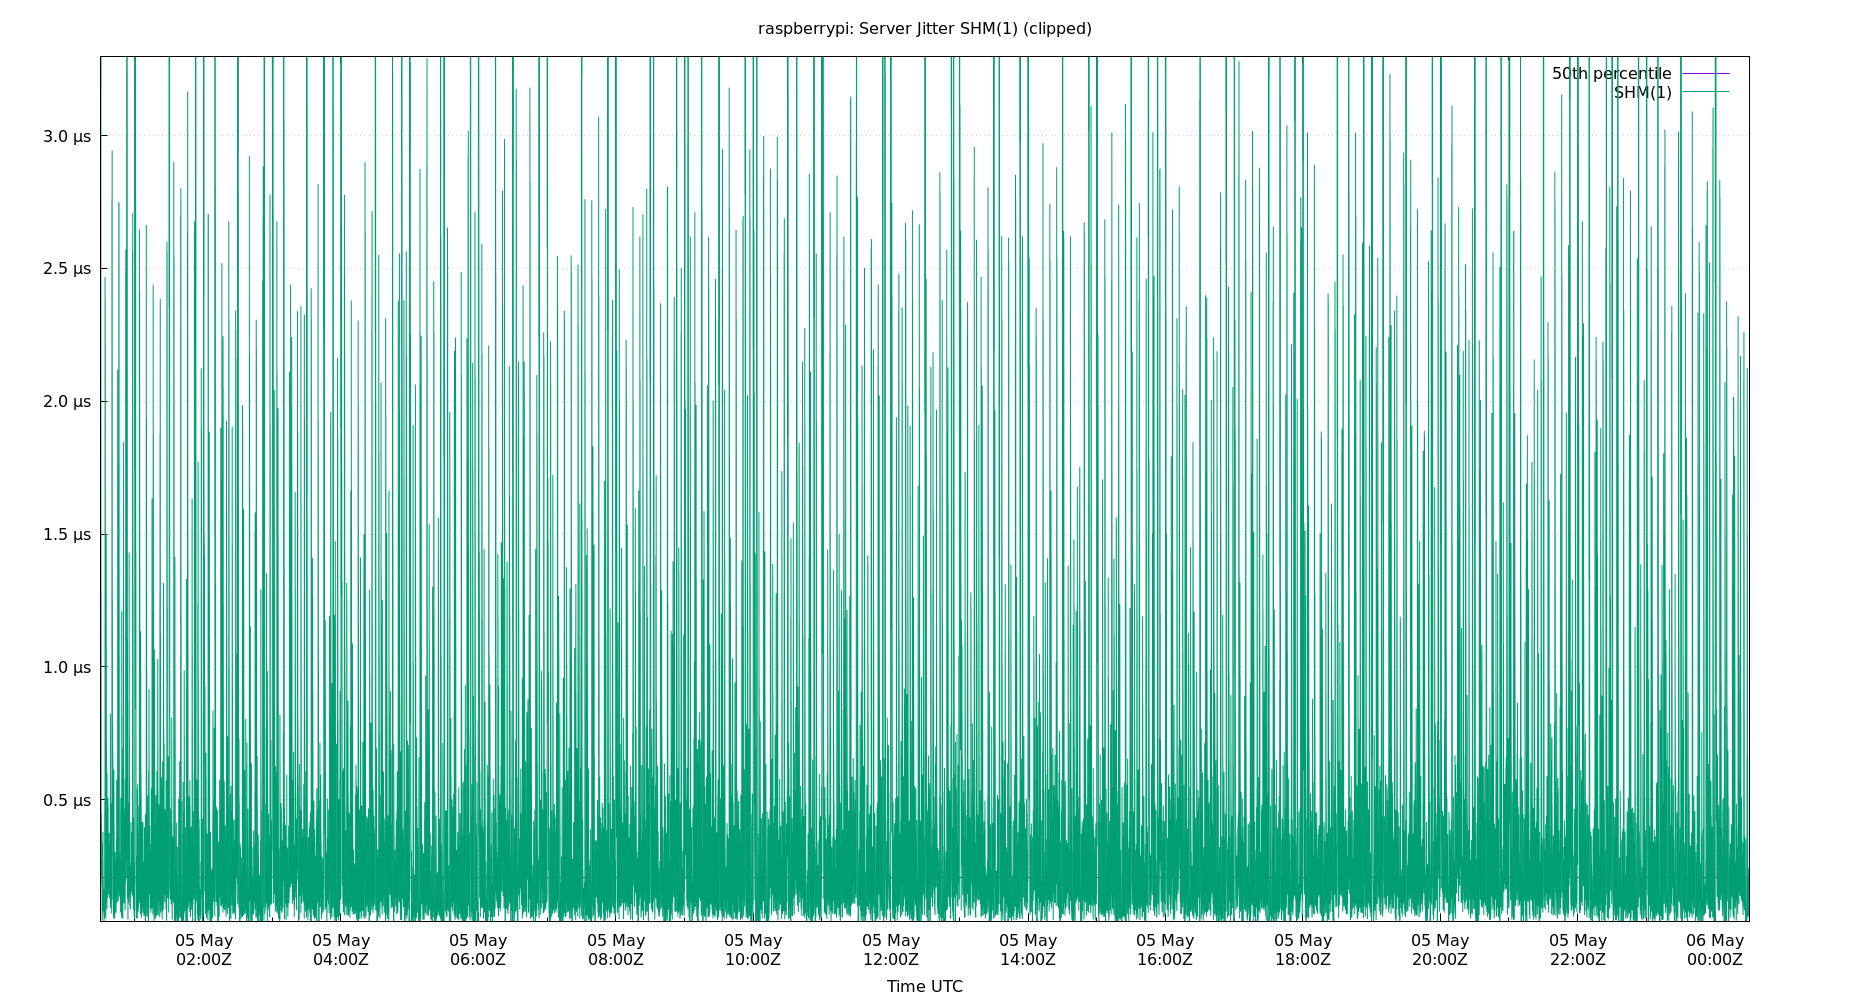 raspberrypi: Server Jitter SHM(1) (clipped)
50th percentile
SHM(1)
3.0 µs
2.5 µs
2.0 µs
1.5 µs
1.0 µs
0.5 µs
05 May 05 May 05 May 05 May 05 May 05 May 05 May 05 May 05 May 05 May 05 May 06 May
02:00Z 04:00Z 06:00Z 08:00Z 10:00Z 12:00Z 14:00Z 16:00Z 18:00Z 20:00Z 22:00Z 00:00Z
Time UTC